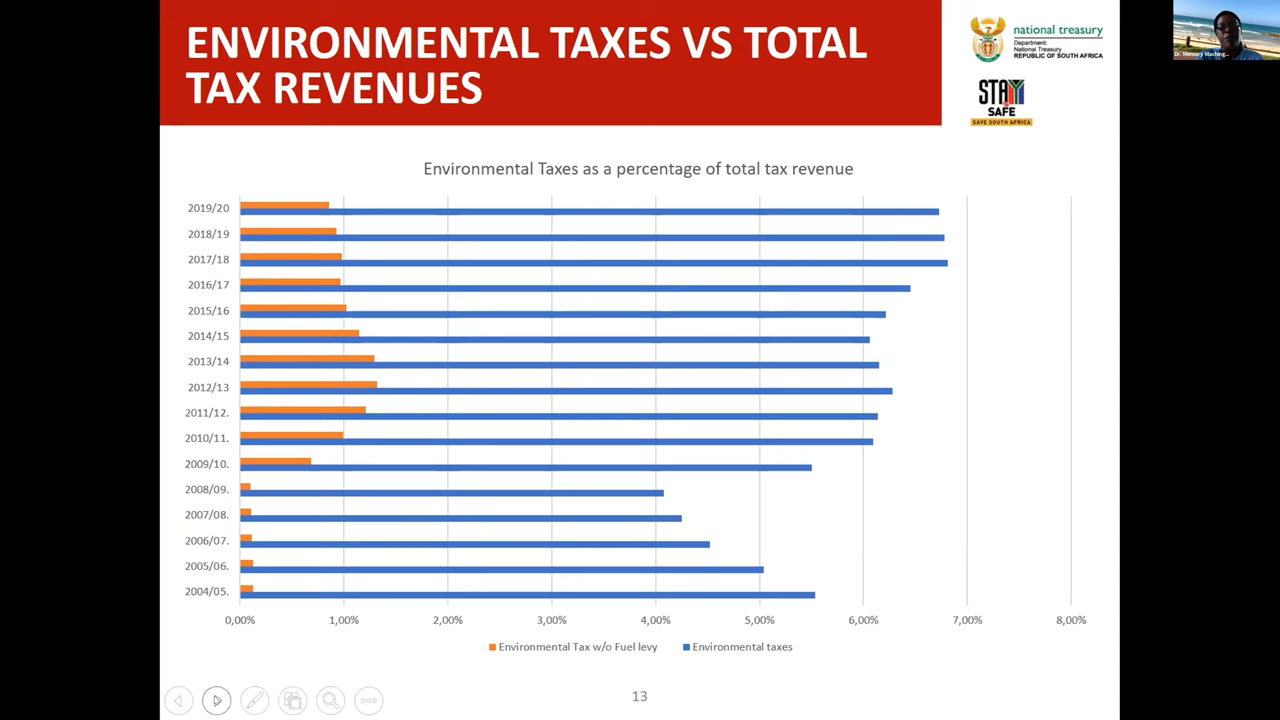 ENVIRONMENTAL TAXES VS TOTAL
TAX REVENUES
national treasury
Department:
National Treasury
REPUBLIC OF SOUTH AFRICA
STAY
SAFE
SAVE SOUTH AFRICA
Dr. Memory Maching...
Environmental Taxes as a percentage of total tax revenue
2019/20
2018/19
2017/18
2016/17
2015/16
2014/15
2013/14
2012/13
2011/12.
2010/11.
2009/10.
2008/09.
2007/08.
2006/07.
2005/06.
2004/05.
0,00% 1,00% 2,00% 3,00% 4,00% 5,00% 6,00% 7,00% 8,00%
Environmental Tax w/o Fuel levy Environmental taxes
13